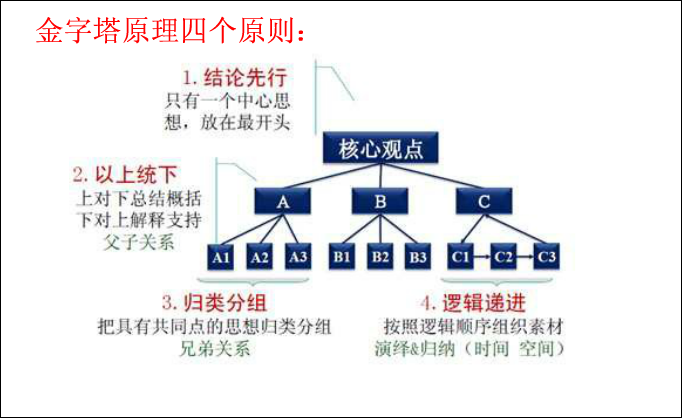 金字塔原理四个原则：
1.结论先行
只有一个中心思
想，放在最开头
核心观点
2.以上统下
上对下总结概括
下对上解释支持
父子关系
A
B
C
A1
A2
A3
B1
B2
B3
C1
C2
C3
3.归类分组
把具有共同点的思想归类分组
兄弟关系
4.逻辑递进
按照逻辑顺序组织素材
演绎&归纳（时间 空间）